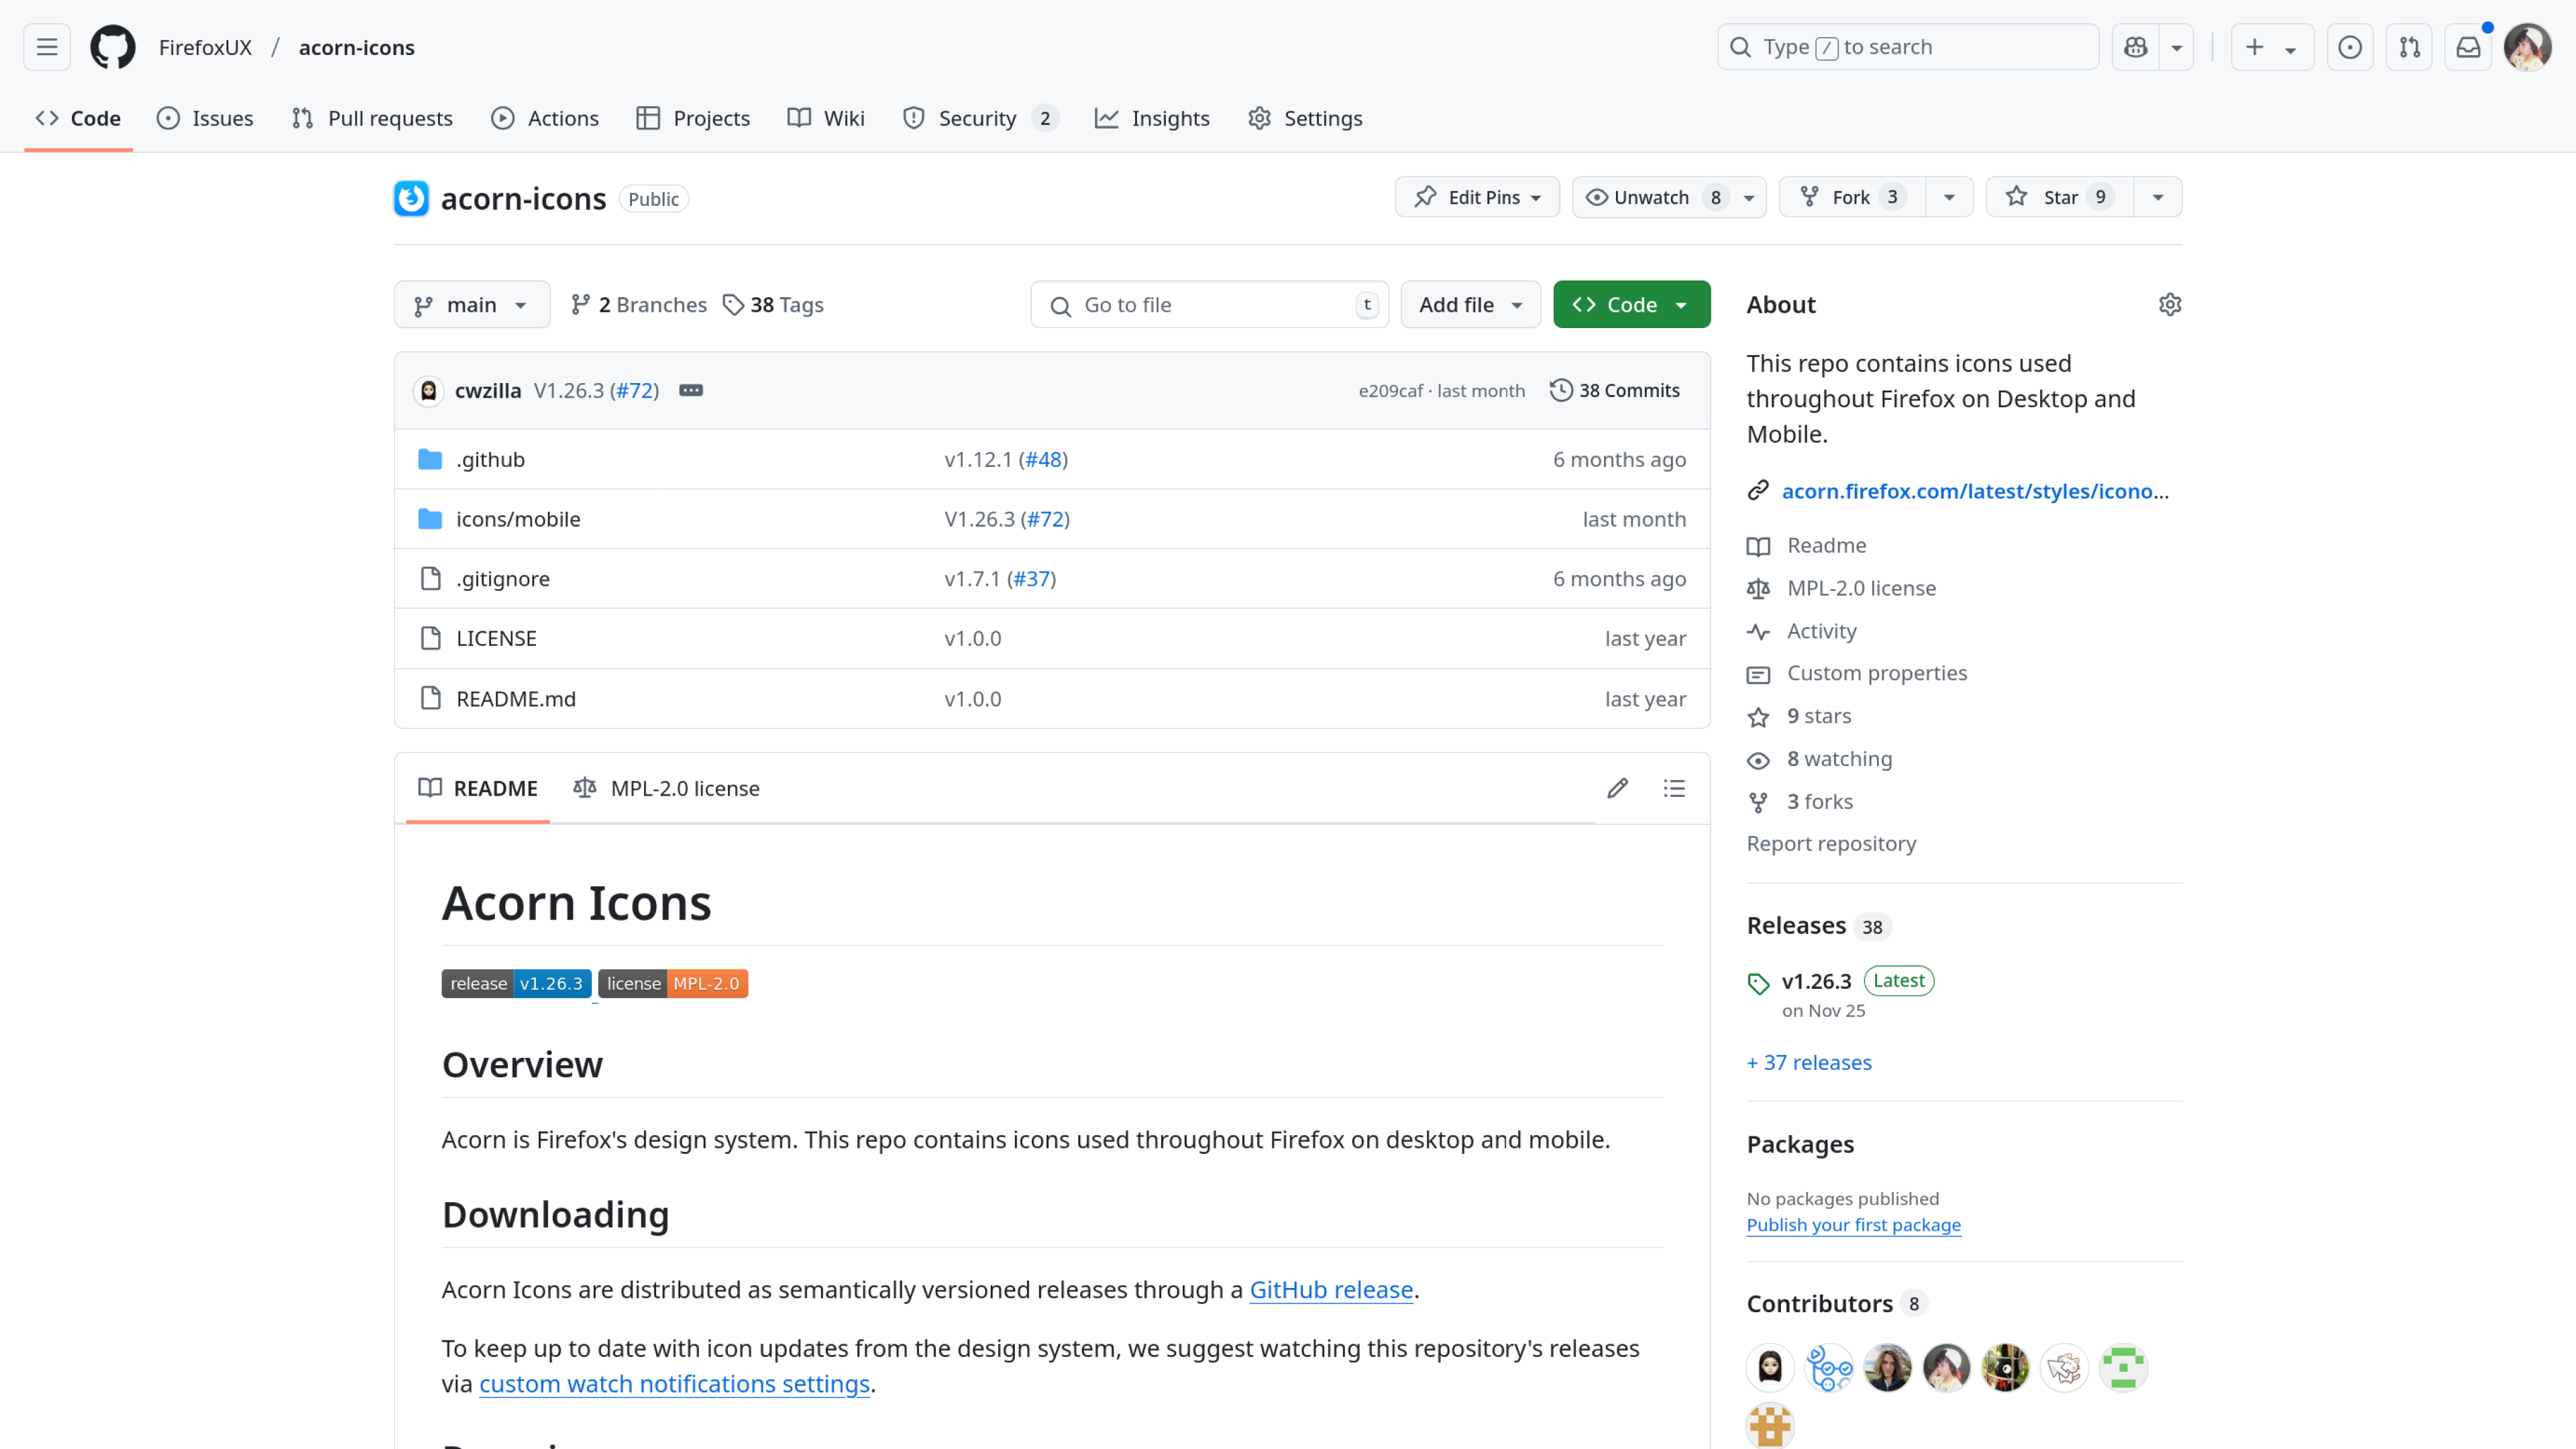 FirefoxUX / acorn-icons
Type / to search
Code
Issues
Pull requests
Actions
Projects
Wiki
Security 2
Insights
Settings
acorn-icons Public
Edit Pins
Unwatch 8
Fork 3
Star 9
main
2 Branches
38 Tags
Go to file t
Add file
Code
cwzilla V1.26.3 (#72)
e209caf · last month
38 Commits
.github v1.12.1 (#48) 6 months ago
icons/mobile V1.26.3 (#72) last month
.gitignore v1.7.1 (#37) 6 months ago
LICENSE v1.0.0 last year
README.md v1.0.0 last year
README
MPL-2.0 license
Acorn Icons
release v1.26.3 license MPL-2.0
Overview
Acorn is Firefox's design system. This repo contains icons used throughout Firefox on desktop and mobile.
Downloading
Acorn Icons are distributed as semantically versioned releases through a GitHub release.
To keep up to date with icon updates from the design system, we suggest watching this repository's releases
via custom watch notifications settings.
About
This repo contains icons used
throughout Firefox on Desktop and
Mobile.
acorn.firefox.com/latest/styles/icono...
Readme
MPL-2.0 license
Activity
Custom properties
9 stars
8 watching
3 forks
Report repository
Releases 38
v1.26.3 Latest
on Nov 25
+ 37 releases
Packages
No packages published
Publish your first package
Contributors 8